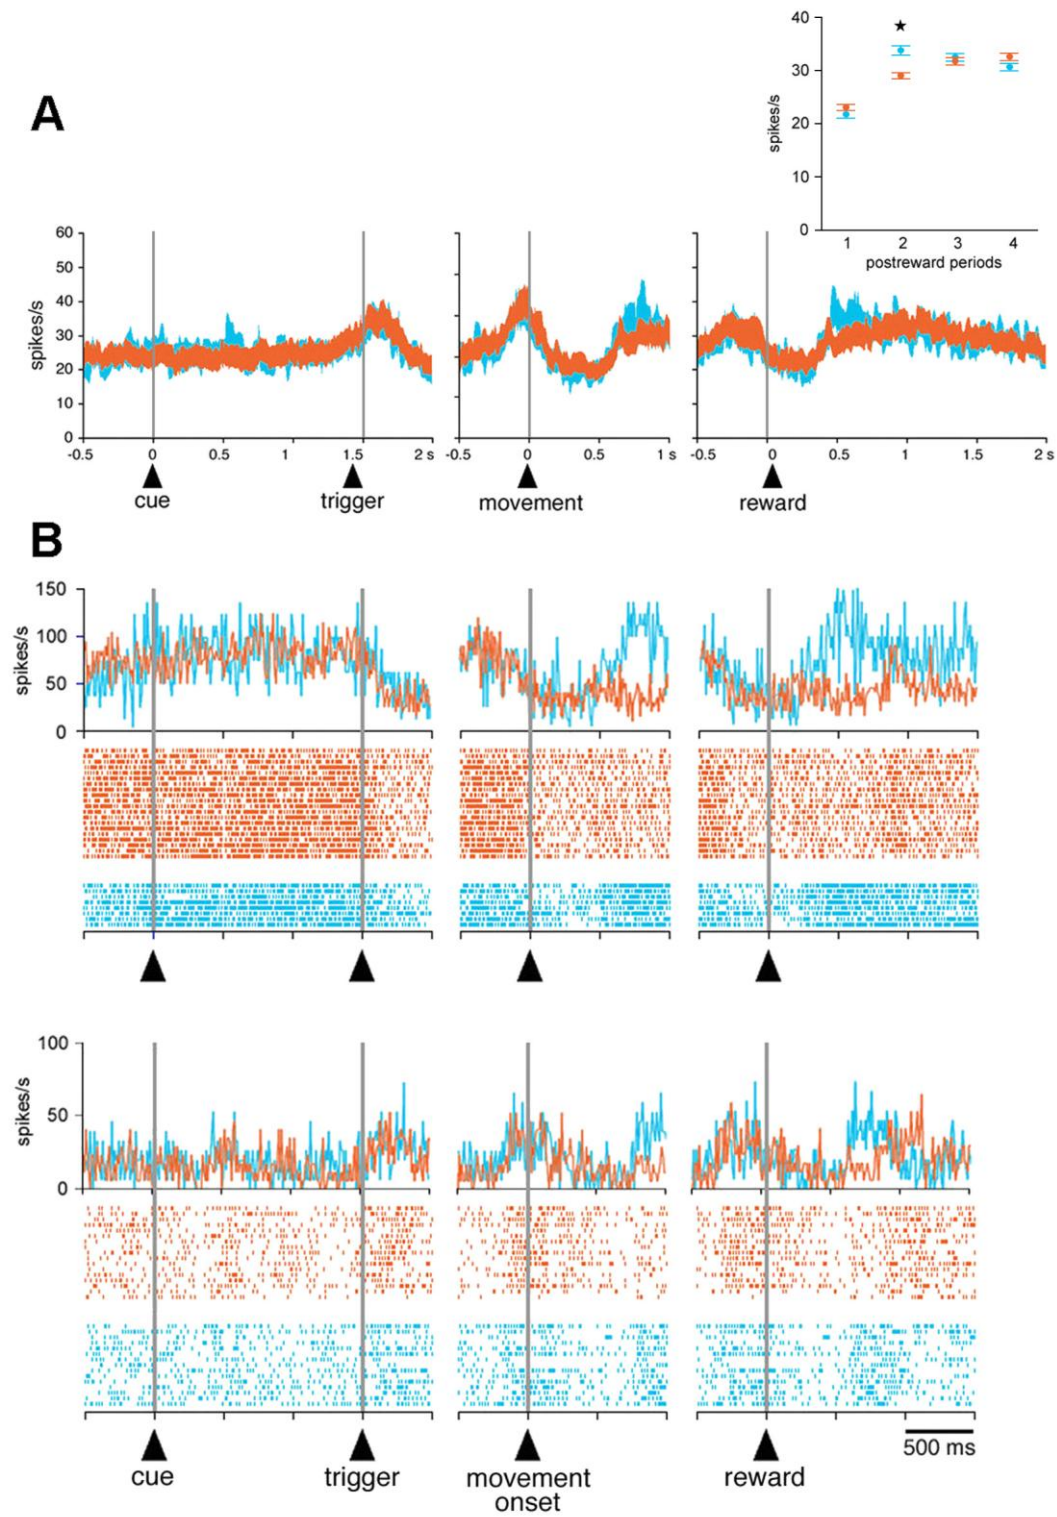 A
40
★
30
spikes/s
20
10
0
1 2 3 4
postreward periods
60
50
40
spikes/s
30
20
10
0
-0.5 0 0.5 1 1.5 2 s
-0.5 0 0.5 1 s
-0.5 0 0.5 1 1.5 2
cue trigger movement reward
B
150
100
spikes/s
50
0
100
spikes/s
50
0
500 ms
cue trigger movement onset reward